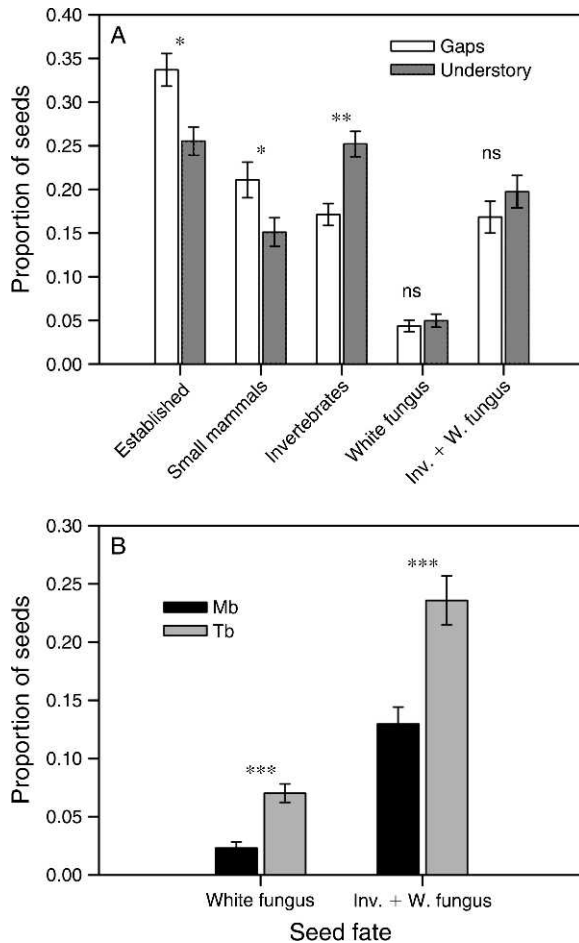 A
Gaps
Understory
Proportion of seeds
0.40
0.35
0.30
0.25
0.20
0.15
0.10
0.05
0.00
*
*
**
ns
ns
Established
Small mammals
Invertebrates
White fungus
Inv. + W. fungus
B
Mb
Tb
Proportion of seeds
0.30
0.25
0.20
0.15
0.10
0.05
0.00
***
***
White fungus
Inv. + W. fungus
Seed fate